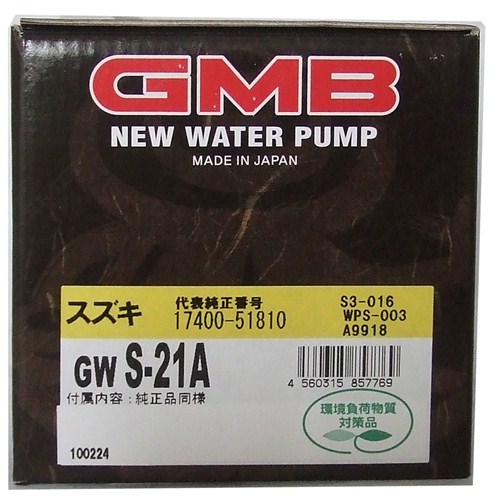 GMB
NEW WATER PUMP
MADE IN JAPAN
スズキ
代表純正番号
17400-51810
S3-016
WPS-003
A9918
GW S-21A
付属内容:純正品同様
4 560315 857769
環境負荷物質
対策品
100224